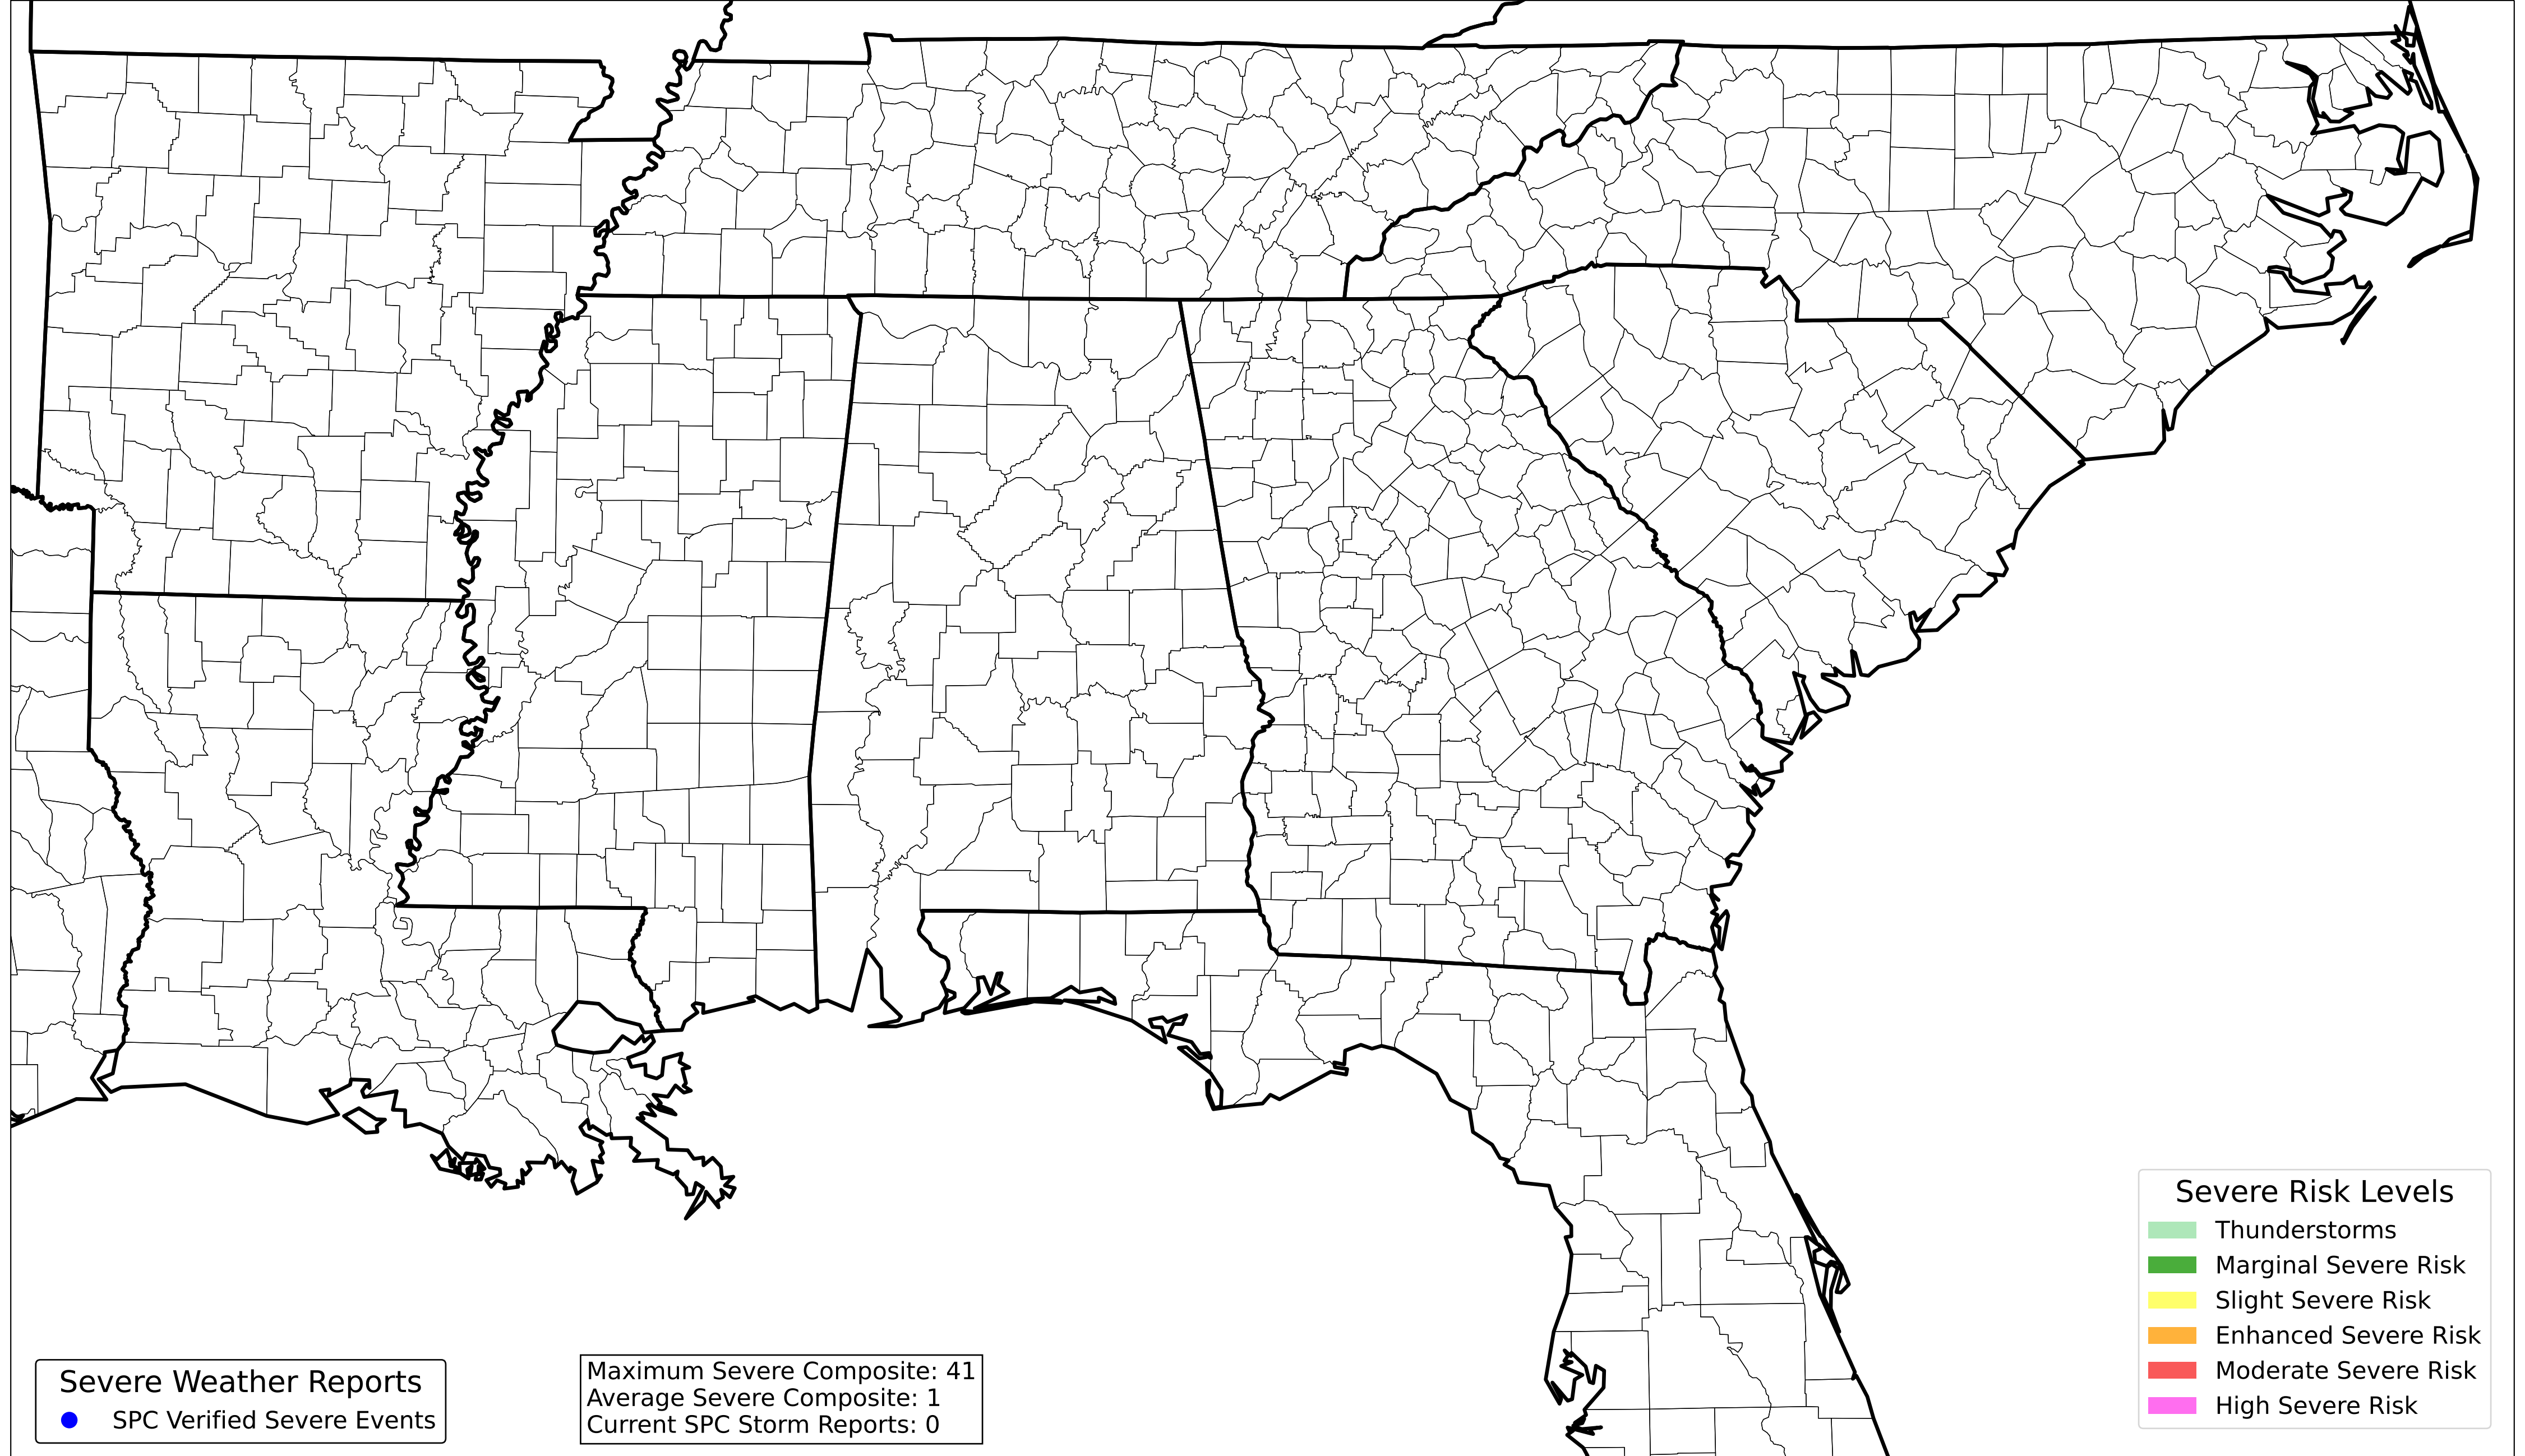 Severe Weather Reports
SPC Verified Severe Events
Maximum Severe Composite: 41
Average Severe Composite: 1
Current SPC Storm Reports: 0
Severe Risk Levels
Thunderstorms
Marginal Severe Risk
Slight Severe Risk
Enhanced Severe Risk
Moderate Severe Risk
High Severe Risk